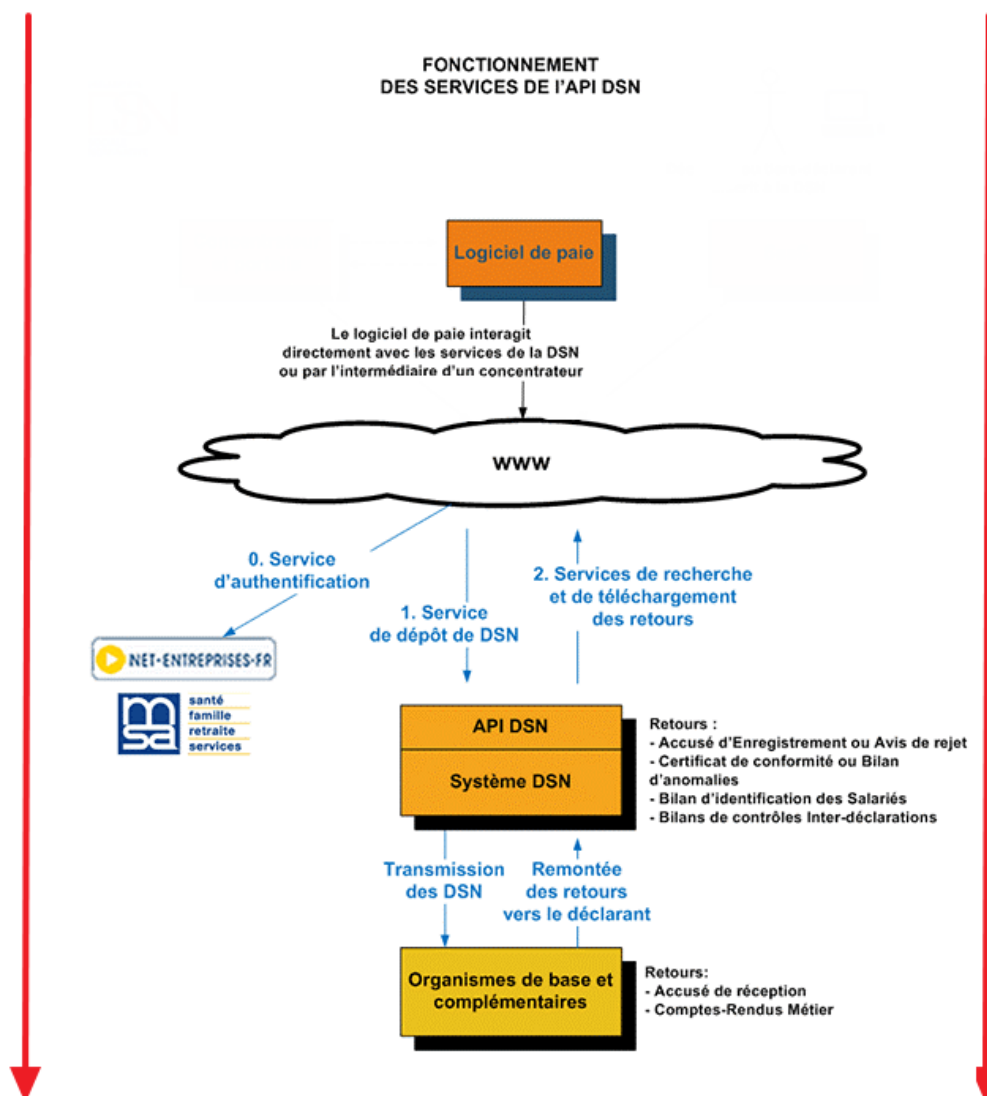 FONCTIONNEMENT
DES SERVICES DE l'API DSN
Logiciel de paie
Le logiciel de paie interagit
directement avec les services de la DSN
ou par l'intermédiaire d'un concentrateur
WWW
0. Service
d'authentification
1. Service
de dépôt de DSN
2. Services de recherche
et de téléchargement
des retours
NET-ENTREPRISES-FR
msa
santé
famille
retraite
services
API DSN
Système DSN
Retours :
- Accusé d'Enregistrement ou Avis de rejet
- Certificat de conformité ou Bilan
d'anomalies
- Bilan d'identification des Salariés
- Bilans de contrôles Inter-déclarations
Transmission
des DSN
Remontée
des retours
vers le déclarant
Organismes de base et
complémentaires
Retours:
- Accusé de réception
- Comptes-Rendus Métier